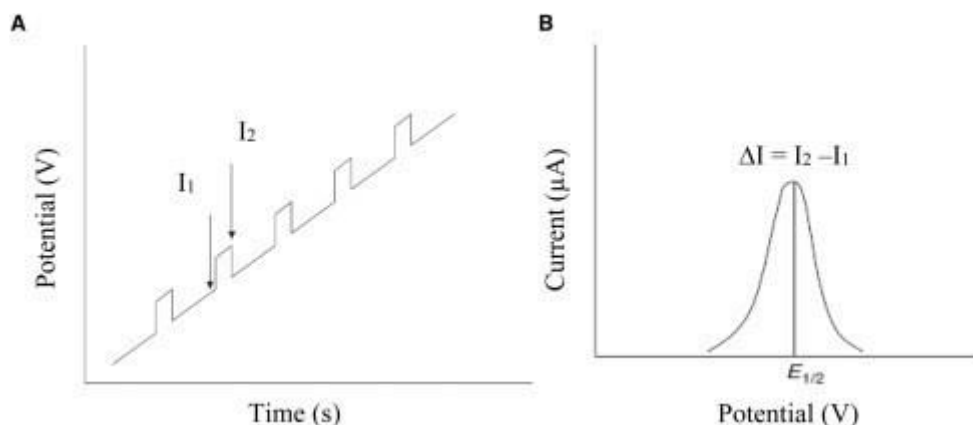 A
I₂
I₁
Potential (V)
Time (s)
B
ΔI = I₂ –I₁
Current (µA)
E₁/₂
Potential (V)